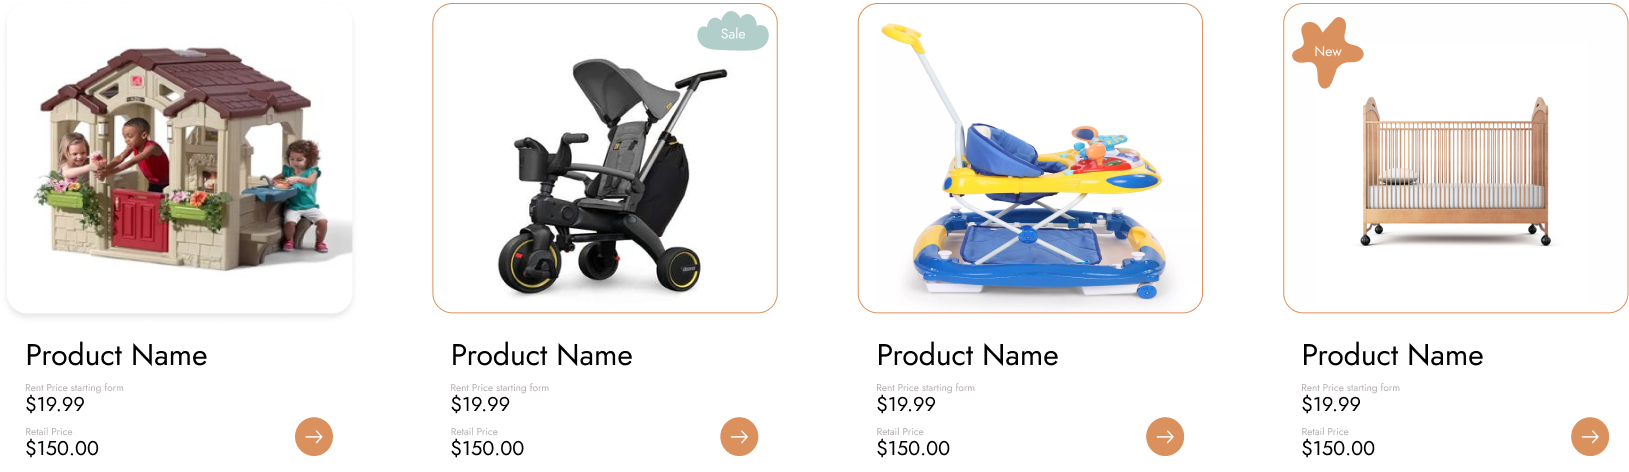 Sale
New
Product Name
Rent Price starting form
$19.99
Retail Price
$150.00
Product Name
Rent Price starting form
$19.99
Retail Price
$150.00
Product Name
Rent Price starting form
$19.99
Retail Price
$150.00
Product Name
Rent Price starting form
$19.99
Retail Price
$150.00